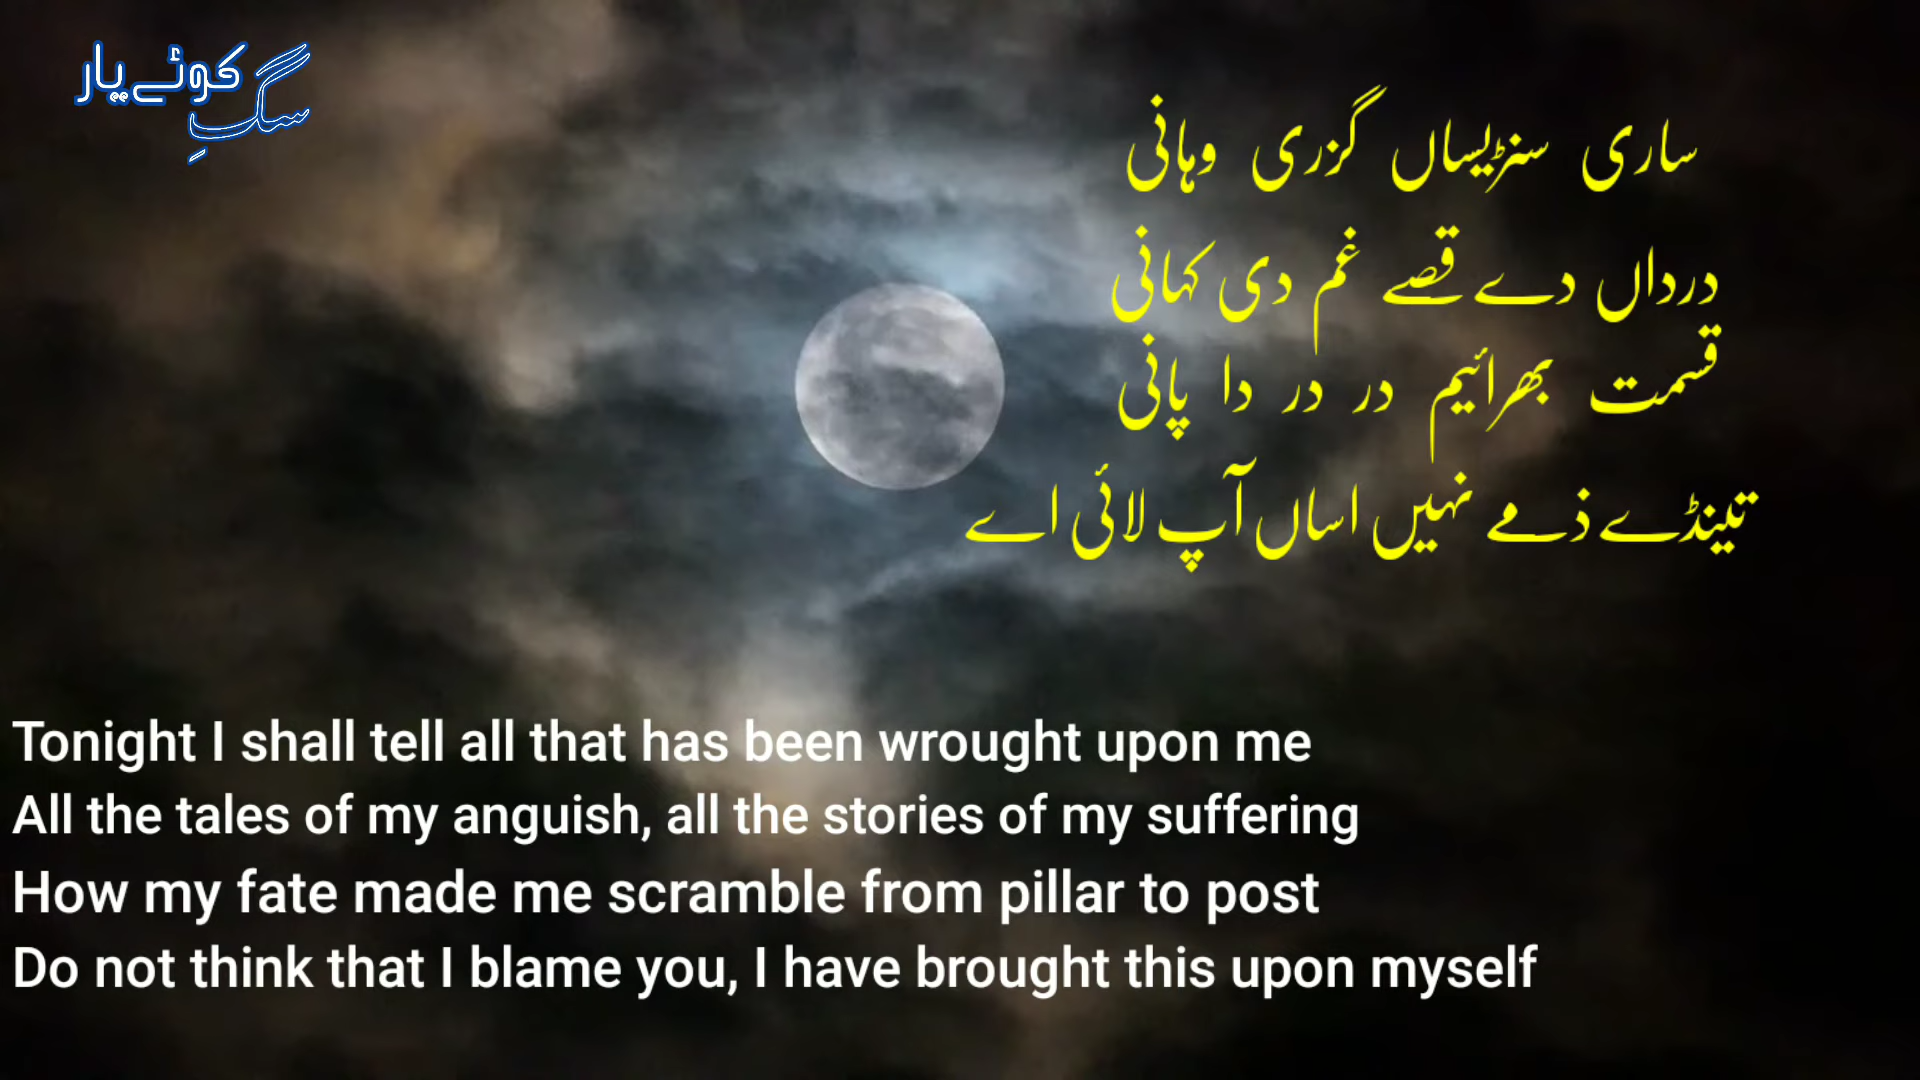 سگِ کوئے یار
ساری سنڑیساں گزری وہانی
درداں دے قصے غم دی کہانی
قسمت بھرائیم در در دا پانی
تینڈے ذمے نہیں اساں آپ لائی اے
Tonight I shall tell all that has been wrought upon me
All the tales of my anguish, all the stories of my suffering
How my fate made me scramble from pillar to post
Do not think that I blame you, I have brought this upon myself